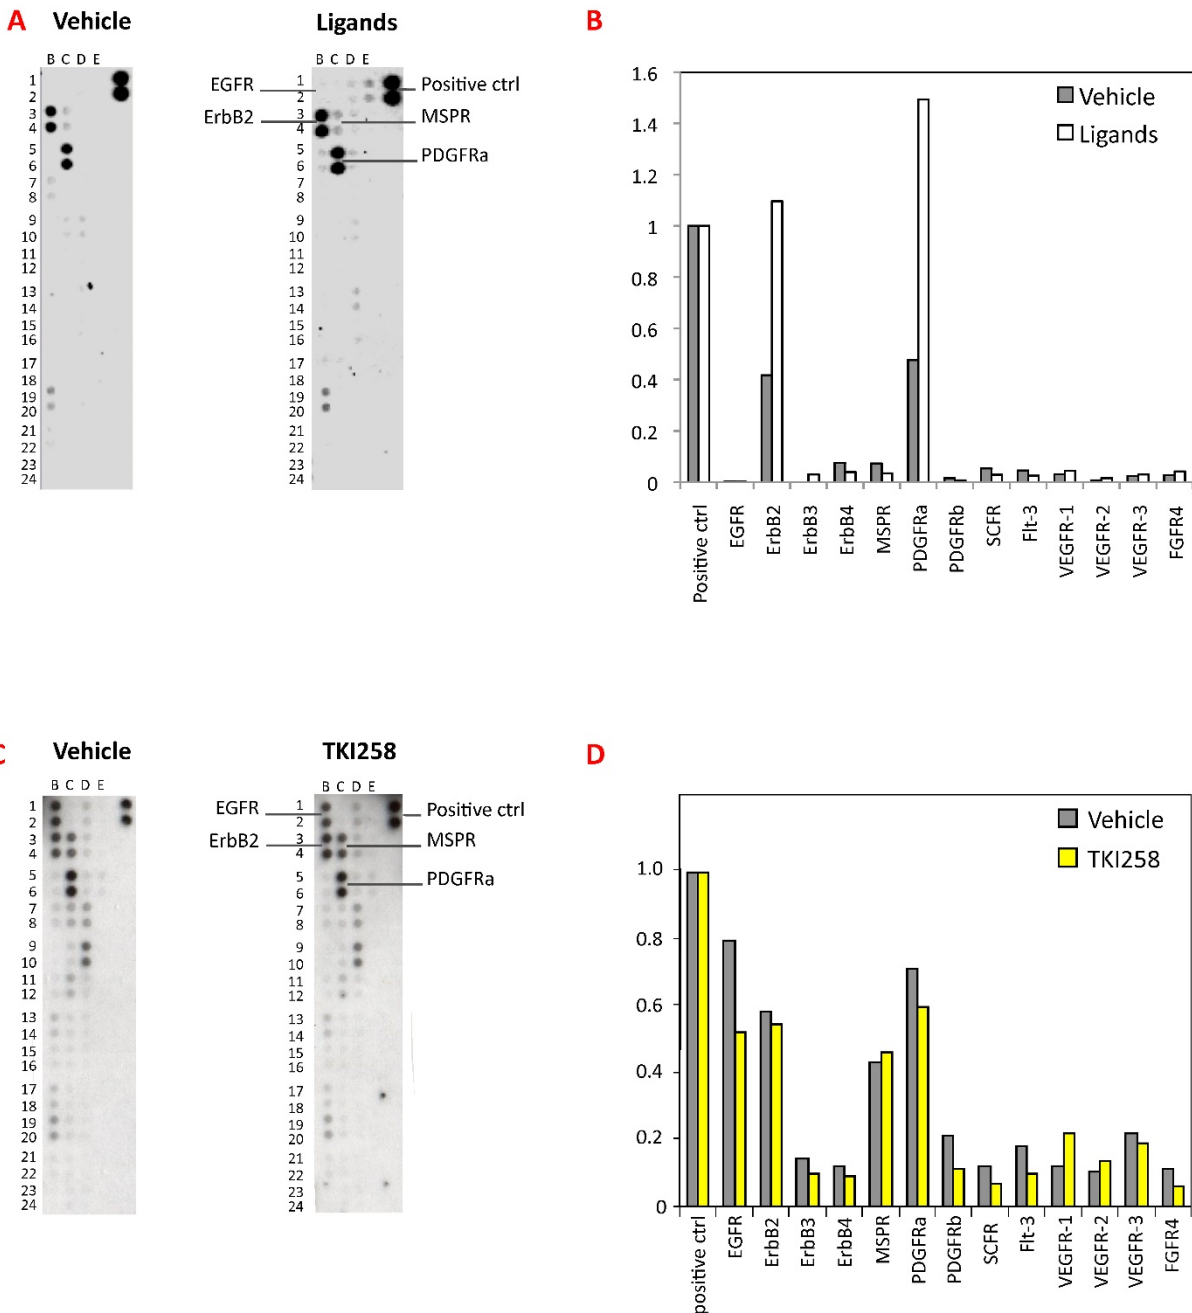 A
Vehicle
B C D E
1
2
3
4
5
6
7
8
9
10
11
12
13
14
15
16
17
18
19
20
21
22
23
24
Ligands
B C D E
EGFR
ErbB2
1
2
3
4
5
6
7
8
9
10
11
12
13
14
15
16
17
18
19
20
21
22
23
24
Positive ctrl
MSPR
PDGFRa
B
1.6
1.4
1.2
1
0.8
0.6
0.4
0.2
0
Vehicle
Ligands
Positive ctrl
EGFR
ErbB2
ErbB3
ErbB4
MSPR
PDGFRa
PDGFRb
SCFR
Flt-3
VEGFR-1
VEGFR-2
VEGFR-3
FGFR4
C
Vehicle
B C D E
1
2
3
4
5
6
7
8
9
10
11
12
13
14
15
16
17
18
19
20
21
22
23
24
TKI258
B C D E
EGFR
ErbB2
1
2
3
4
5
6
7
8
9
10
11
12
13
14
15
16
17
18
19
20
21
22
23
24
Positive ctrl
MSPR
PDGFRa
D
1.0
0.8
0.6
0.4
0.2
0
Vehicle
TKI258
positive ctrl
EGFR
ErbB2
ErbB3
ErbB4
MSPR
PDGFRa
PDGFRb
SCFR
Flt-3
VEGFR-1
VEGFR-2
VEGFR-3
FGFR4